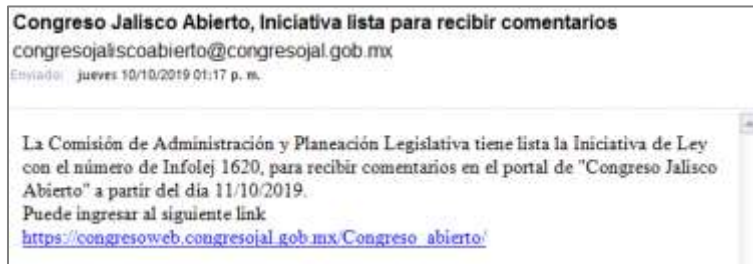 Congreso Jalisco Abierto, Iniciativa lista para recibir comentarios
congresojaliscoabierto@congresojal.gob.mx
Enviado: jueves 10/10/2019 01:17 p. m.
La Comisión de Administración y Planeación Legislativa tiene lista la Iniciativa de Ley
con el número de Infolej 1620, para recibir comentarios en el portal de "Congreso Jalisco
Abierto" a partir del día 11/10/2019.
Puede ingresar al siguiente link
https://congresoweb.congresojal.gob.mx/Congreso_abierto/